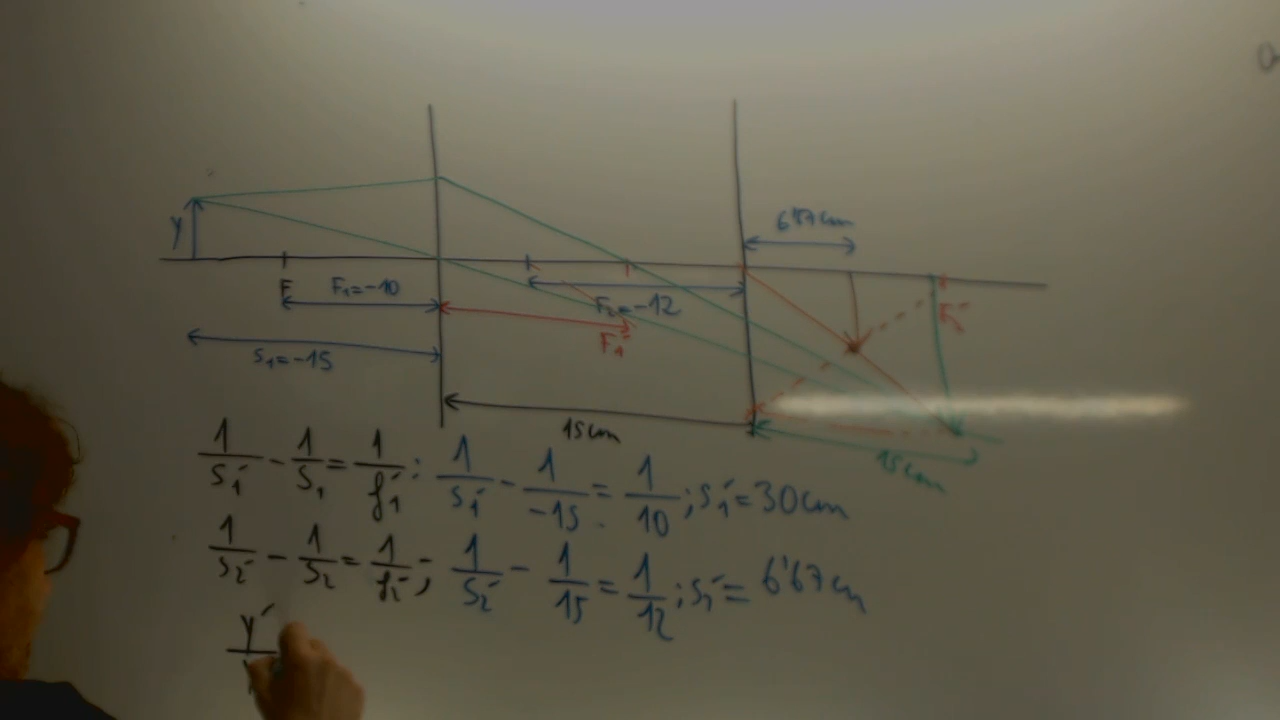 6'67cm
y
F F₁=-10
F₂=-12
F₁'
F₂'
s₁=-15
15cm
15cm
1/s₁' - 1/s₁ = 1/f₁' ; 1/s₁' - 1/-15 = 1/10 ; s₁'=30cm
1/s₂' - 1/s₂ = 1/f₂' ; 1/s₂' - 1/15 = 1/12 ; s₂'= 6'67cm
y'